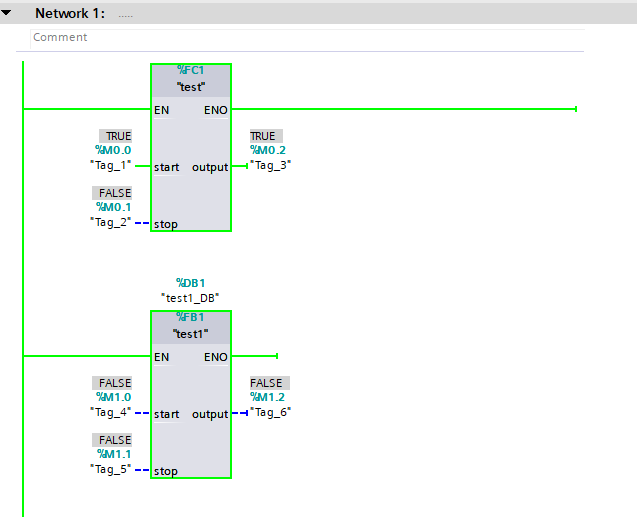 Network 1: .....
Comment
%FC1
"test"
EN ENO
TRUE
%M0.0
"Tag_1" start
output
TRUE
%M0.2
"Tag_3"
FALSE
%M0.1
"Tag_2" stop
%DB1
"test1_DB"
%FB1
"test1"
EN ENO
FALSE
%M1.0
"Tag_4" start
output
FALSE
%M1.2
"Tag_6"
FALSE
%M1.1
"Tag_5" stop